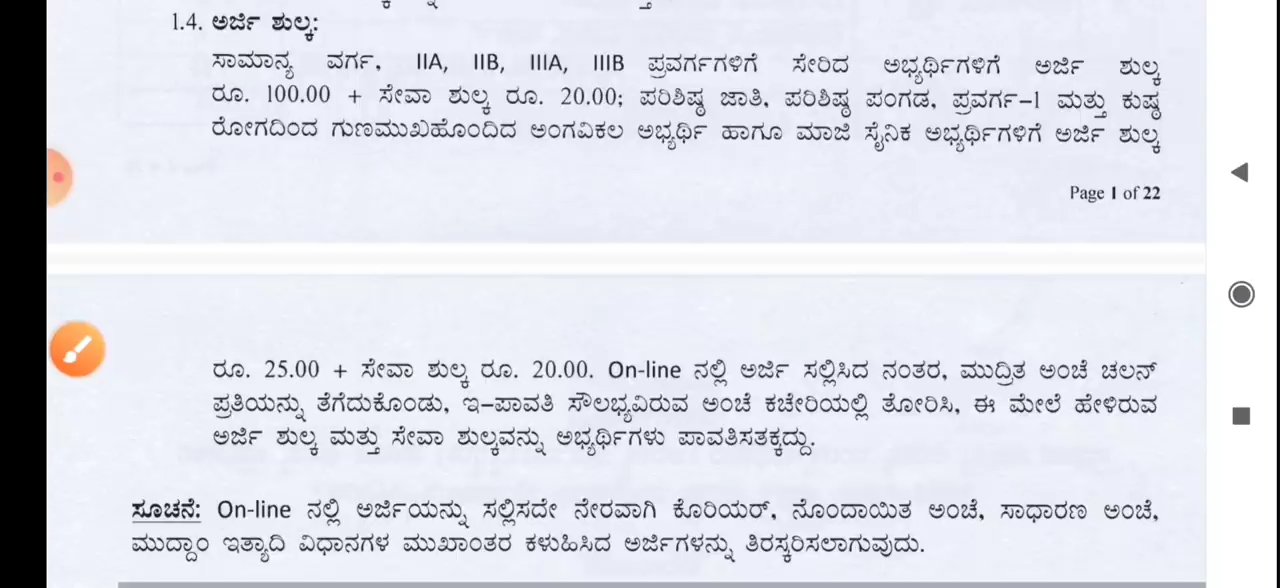 1.4. ಅರ್ಜಿ ಶುಲ್ಕ:
ಸಾಮಾನ್ಯ ವರ್ಗ, IIA, IIB, IIIA, IIIB ಪ್ರವರ್ಗಗಳಿಗೆ ಸೇರಿದ ಅಭ್ಯರ್ಥಿಗಳಿಗೆ ಅರ್ಜಿ ಶುಲ್ಕ
ರೂ. 100.00 + ಸೇವಾ ಶುಲ್ಕ ರೂ. 20.00; ಪರಿಶಿಷ್ಠ ಜಾತಿ, ಪರಿಶಿಷ್ಠ ಪಂಗಡ, ಪ್ರವರ್ಗ-1 ಮತ್ತು ಕುಷ್ಠ
ರೋಗದಿಂದ ಗುಣಮುಖಹೊಂದಿದ ಅಂಗವಿಕಲ ಅಭ್ಯರ್ಥಿ ಹಾಗೂ ಮಾಜಿ ಸೈನಿಕ ಅಭ್ಯರ್ಥಿಗಳಿಗೆ ಅರ್ಜಿ ಶುಲ್ಕ
Page 1 of 22
ರೂ. 25.00 + ಸೇವಾ ಶುಲ್ಕ ರೂ. 20.00. On-line ನಲ್ಲಿ ಅರ್ಜಿ ಸಲ್ಲಿಸಿದ ನಂತರ, ಮುದ್ರಿತ ಅಂಚೆ ಚಲನ್
ಪ್ರತಿಯನ್ನು ತೆಗೆದುಕೊಂಡು, ಇ-ಪಾವತಿ ಸೌಲಭ್ಯವಿರುವ ಅಂಚೆ ಕಚೇರಿಯಲ್ಲಿ ತೋರಿಸಿ, ಈ ಮೇಲೆ ಹೇಳಿರುವ
ಅರ್ಜಿ ಶುಲ್ಕ ಮತ್ತು ಸೇವಾ ಶುಲ್ಕವನ್ನು ಅಭ್ಯರ್ಥಿಗಳು ಪಾವತಿಸತಕ್ಕದ್ದು.
ಸೂಚನೆ: On-line ನಲ್ಲಿ ಅರ್ಜಿಯನ್ನು ಸಲ್ಲಿಸದೇ ನೇರವಾಗಿ ಕೊರಿಯರ್, ನೊಂದಾಯಿತ ಅಂಚೆ, ಸಾಧಾರಣ ಅಂಚೆ,
ಮುದ್ದಾಂ ಇತ್ಯಾದಿ ವಿಧಾನಗಳ ಮುಖಾಂತರ ಕಳುಹಿಸಿದ ಅರ್ಜಿಗಳನ್ನು ತಿರಸ್ಕರಿಸಲಾಗುವುದು.